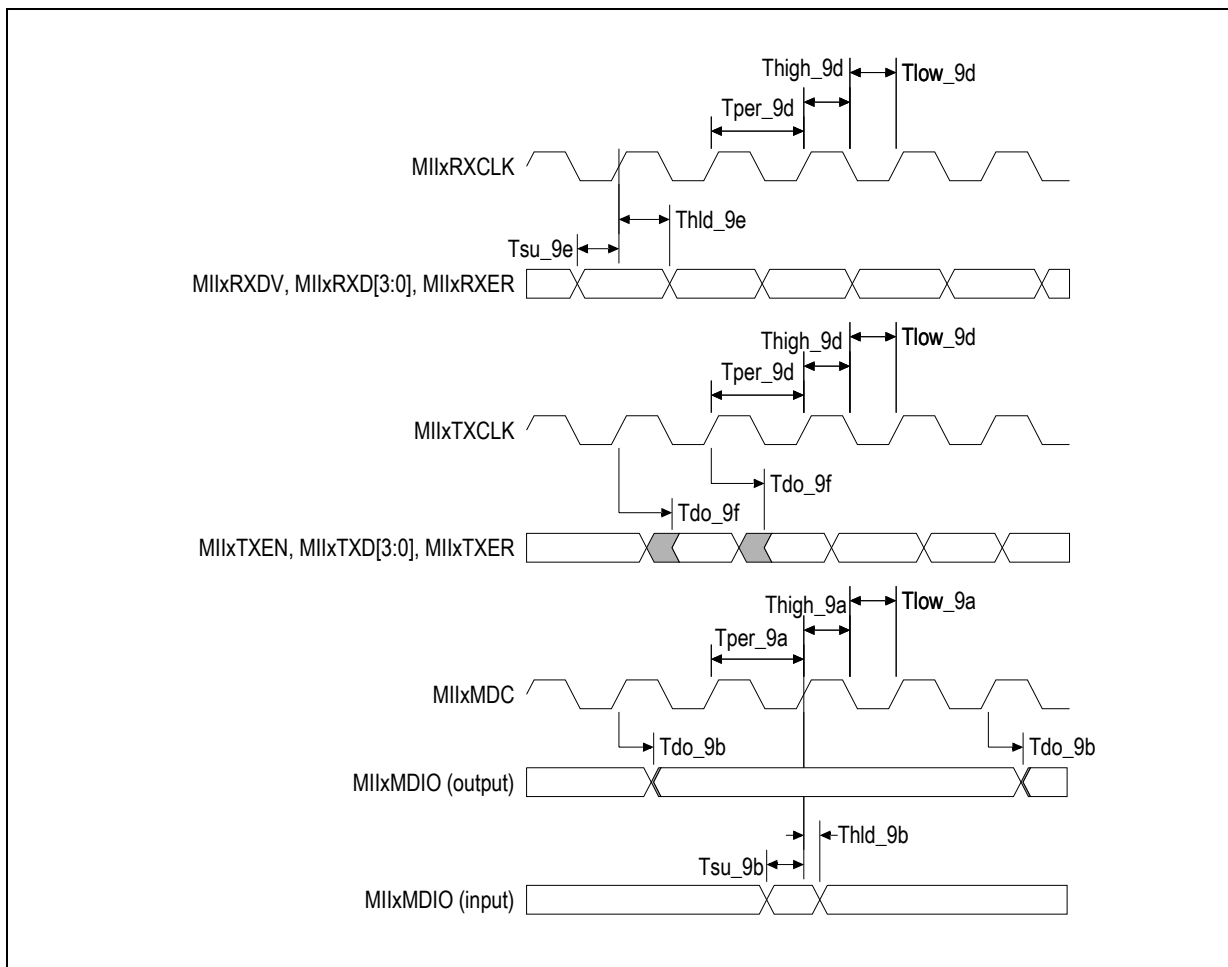 Thigh_9d
Tlow_9d
Tper_9d
MIIxRXCLK
Thld_9e
Tsu_9e
MIIxRXDV, MIIxRXD[3:0], MIIxRXER
Thigh_9d
Tlow_9d
Tper_9d
MIIxTXCLK
Tdo_9f
Tdo_9f
MIIxTXEN, MIIxTXD[3:0], MIIxTXER
Thigh_9a
Tlow_9a
Tper_9a
MIIxMDC
Tdo_9b
Tdo_9b
MIIxMDIO (output)
Thld_9b
Tsu_9b
MIIxMDIO (input)